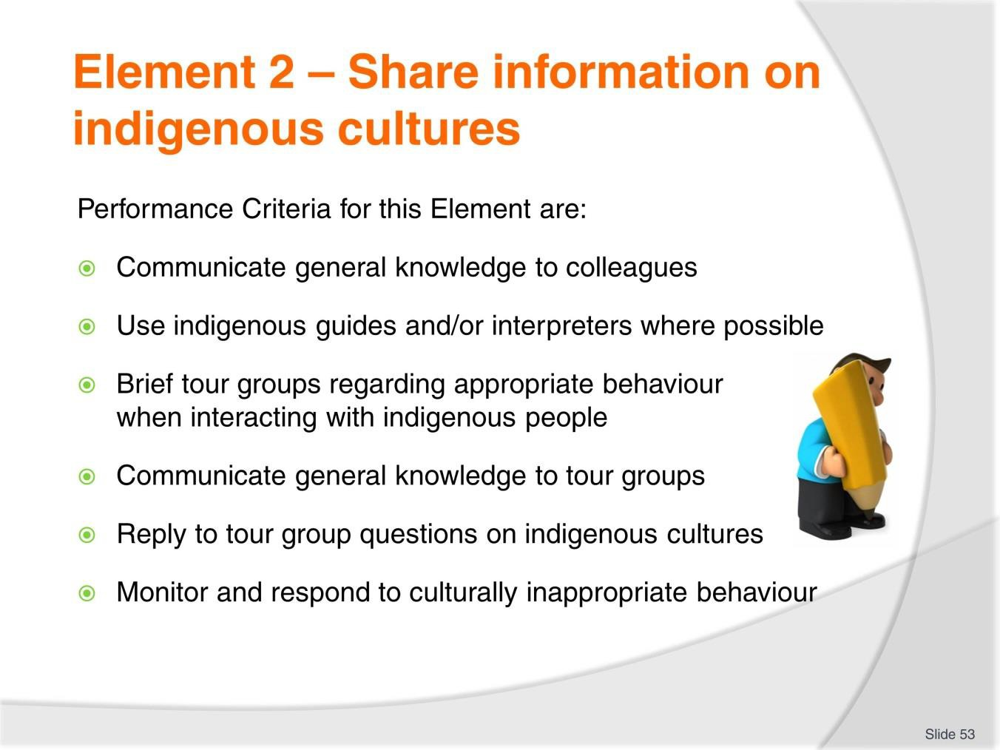 Element 2 – Share information on
indigenous cultures
Performance Criteria for this Element are:
Communicate general knowledge to colleagues
Use indigenous guides and/or interpreters where possible
Brief tour groups regarding appropriate behaviour
when interacting with indigenous people
Communicate general knowledge to tour groups
Reply to tour group questions on indigenous cultures
Monitor and respond to culturally inappropriate behaviour
Slide 53